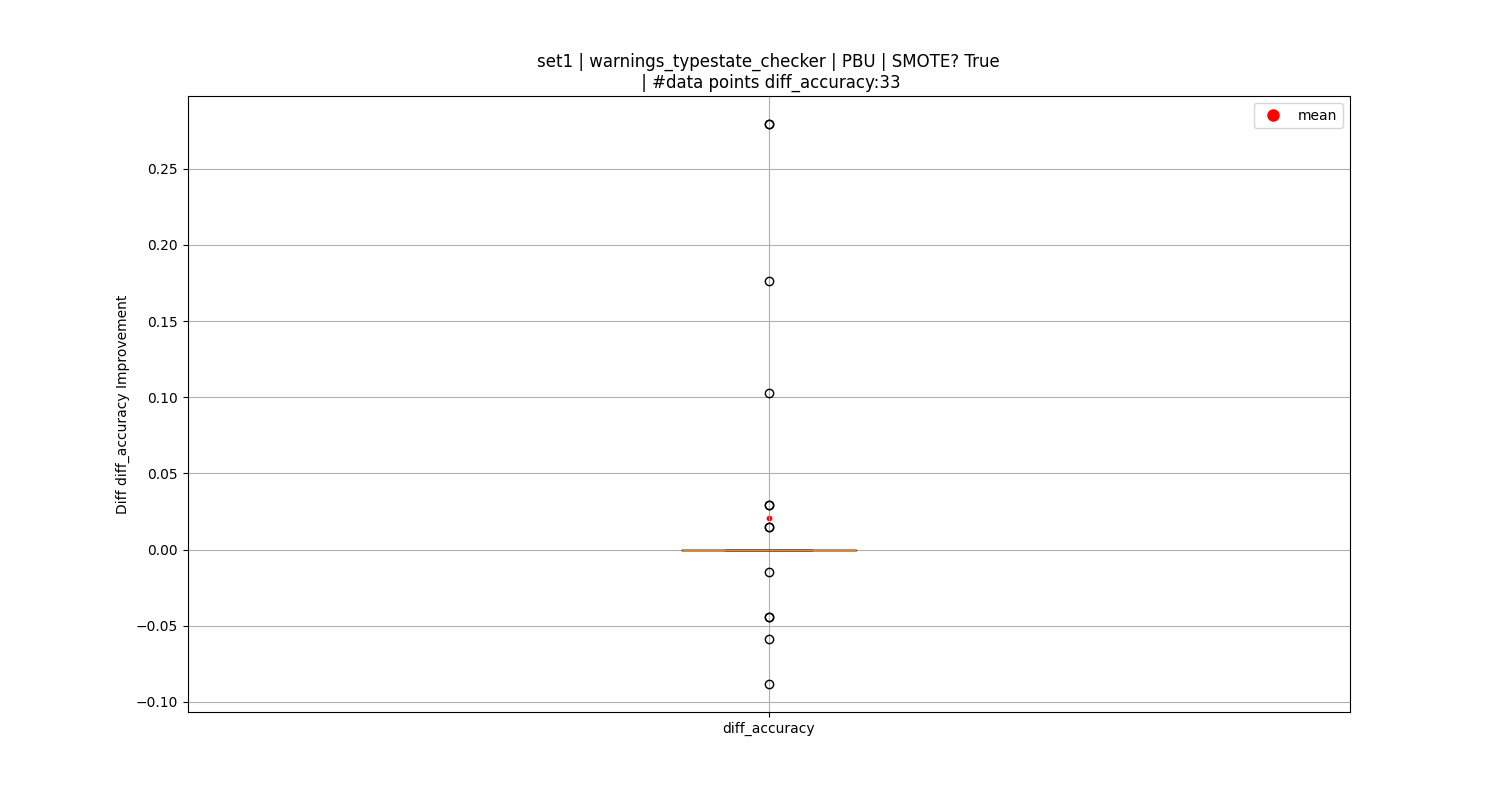 set1 | warnings_typestate_checker | PBU | SMOTE? True
| #data points diff_accuracy:33
mean
0.25
0.20
0.15
0.10
0.05
0.00
−0.05
−0.10
Diff diff_accuracy Improvement
diff_accuracy